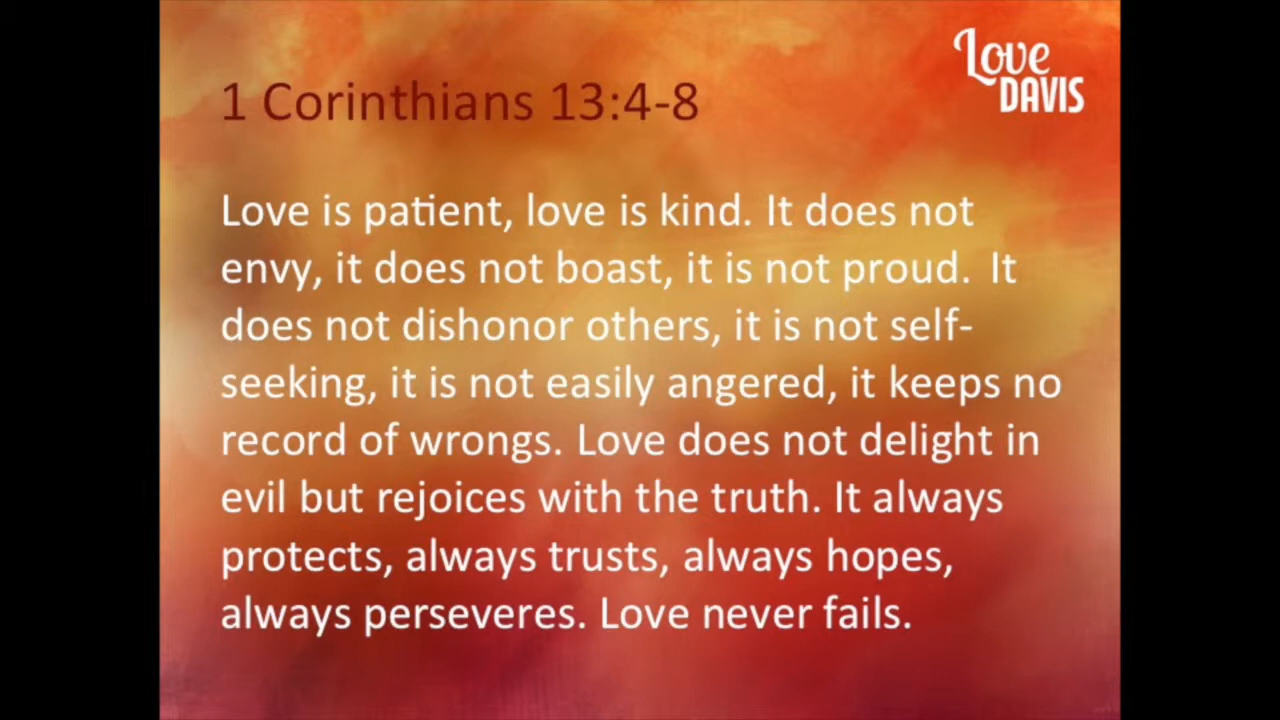 Love
DAVIS
1 Corinthians 13:4-8
Love is patient, love is kind. It does not
envy, it does not boast, it is not proud.  It
does not dishonor others, it is not self-
seeking, it is not easily angered, it keeps no
record of wrongs. Love does not delight in
evil but rejoices with the truth. It always
protects, always trusts, always hopes,
always perseveres. Love never fails.